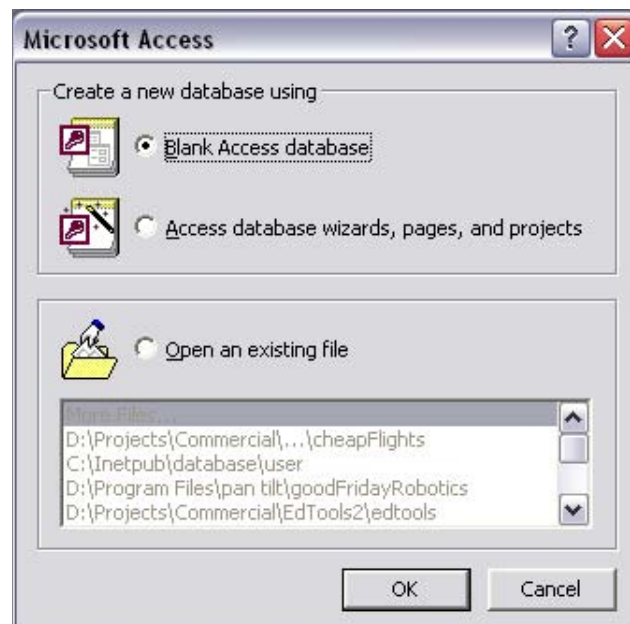 Microsoft Access
Create a new database using
Blank Access database
Access database wizards, pages, and projects
Open an existing file
More Files...
D:\Projects\Commercial\...\cheapFlights
C:\Inetpub\database\user
D:\Program Files\pan tilt\goodFridayRobotics
D:\Projects\Commercial\EdTools2\edtools
OK Cancel